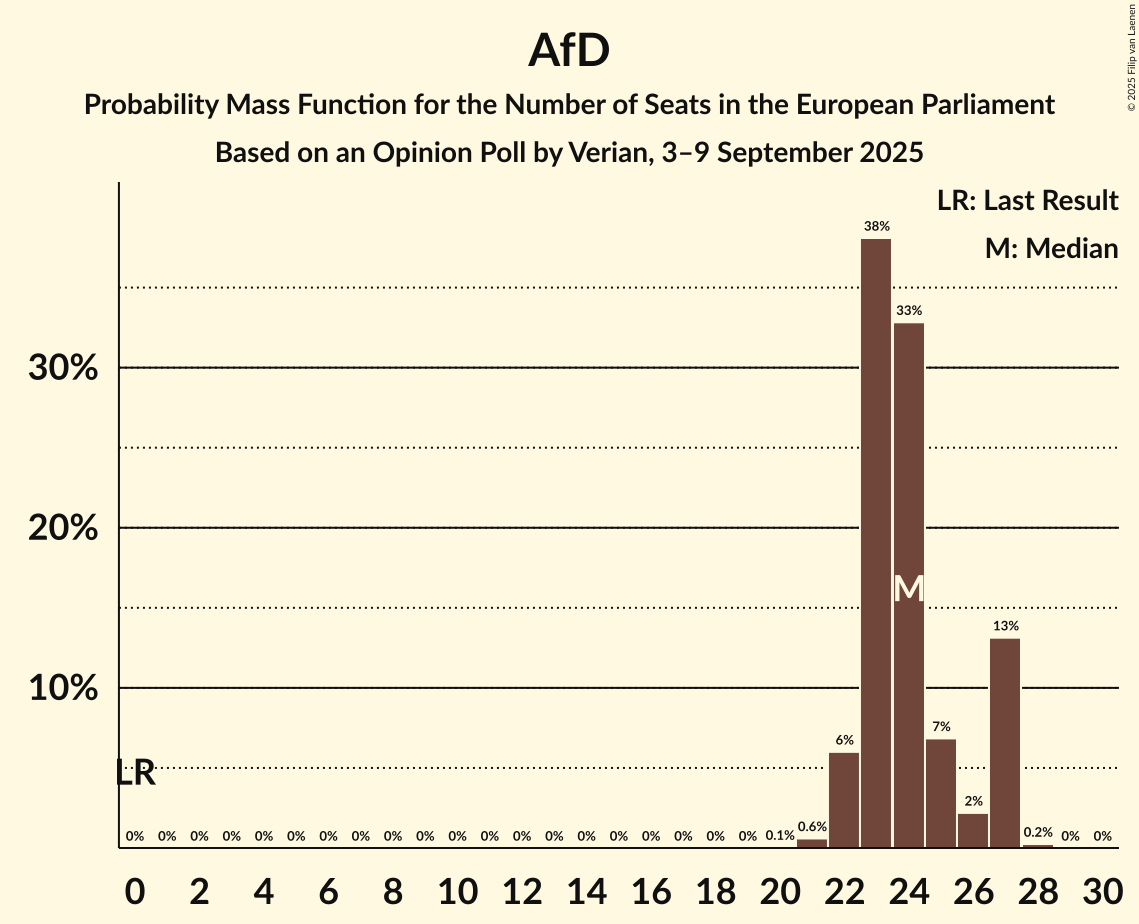 AfD
Probability Mass Function for the Number of Seats in the European Parliament
Based on an Opinion Poll by Verian, 3–9 September 2025
© 2025 Filip van Laenen
LR: Last Result
M: Median
38%
33%
30%
20%
M
13%
10%
7%
6%
LR
2%
0% 0% 0% 0% 0% 0% 0% 0% 0% 0% 0% 0% 0% 0% 0% 0% 0% 0% 0% 0% 0.1% 0.6% 0.2% 0% 0%
0 2 4 6 8 10 12 14 16 18 20 22 24 26 28 30